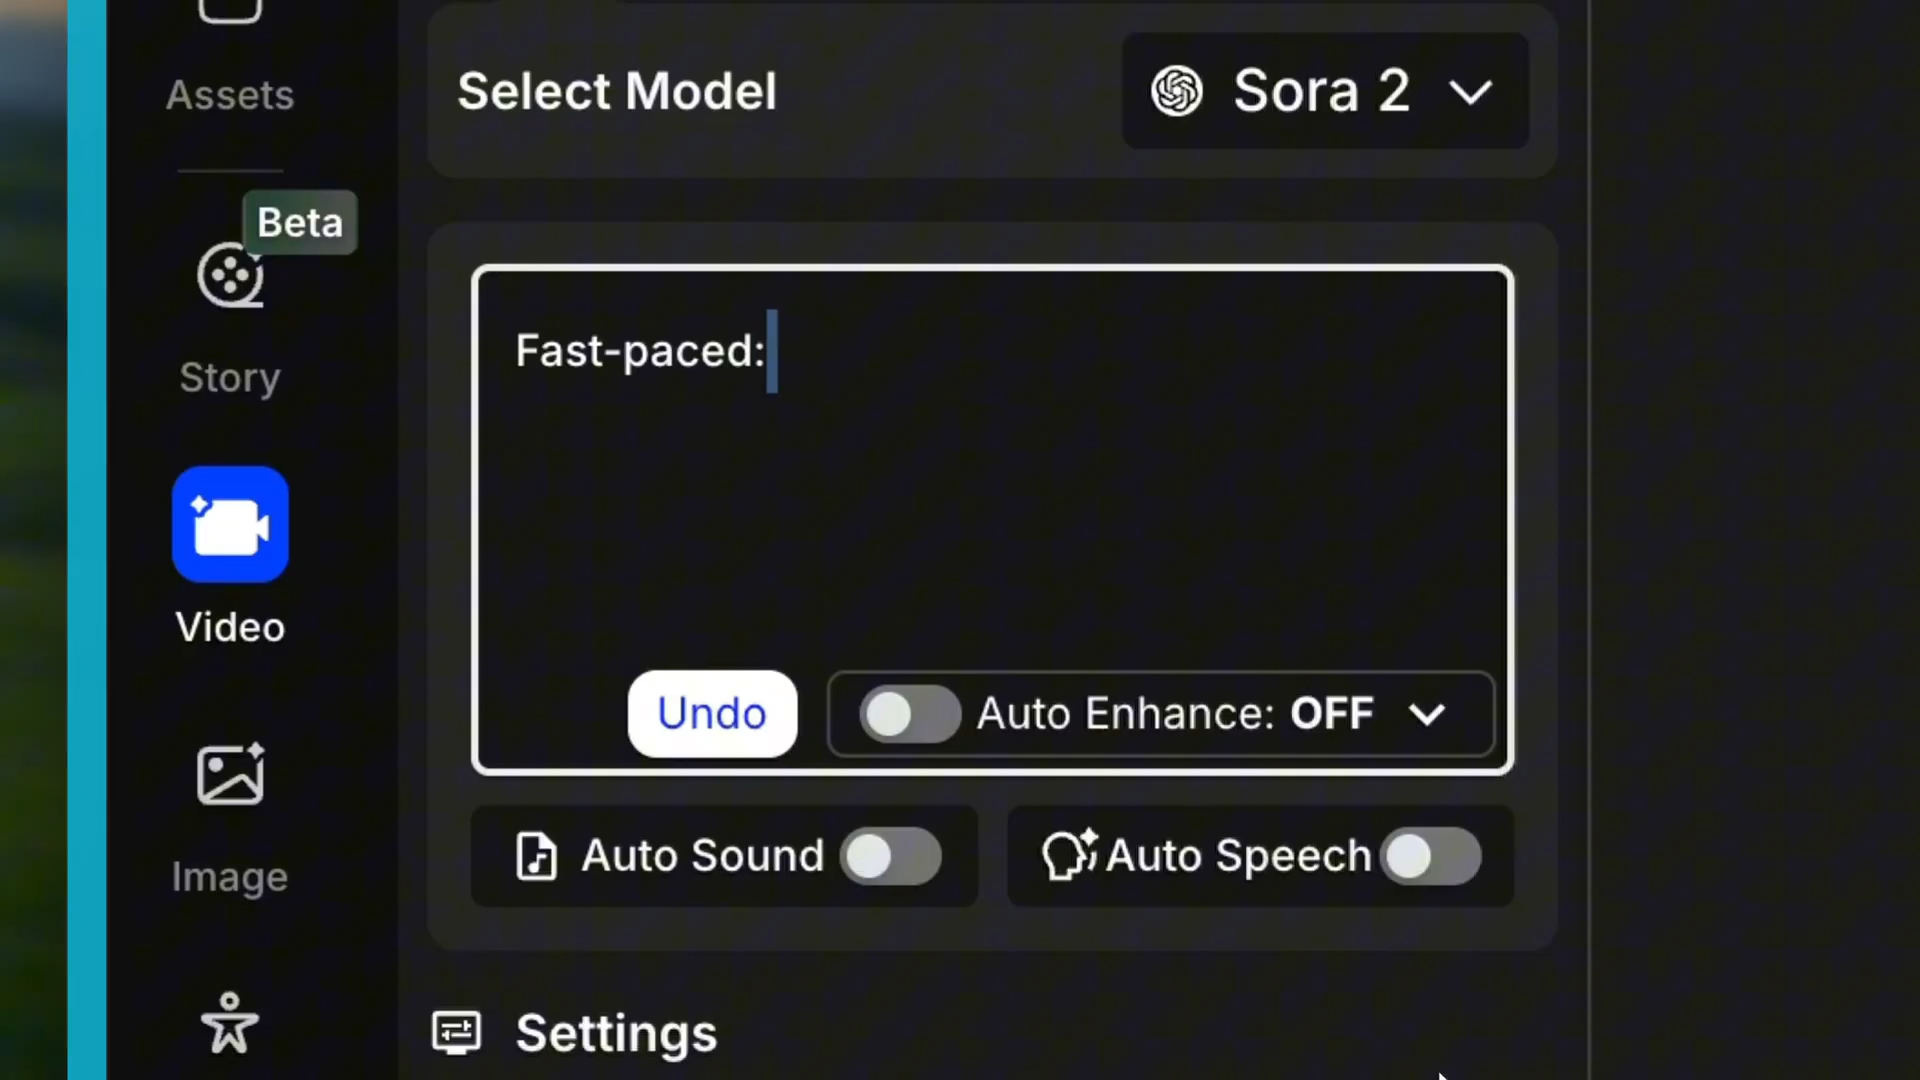 Assets
Beta
Story
Video
Image
Select Model
Sora 2
Fast-paced:
Undo
Auto Enhance: OFF
Auto Sound
Auto Speech
Settings